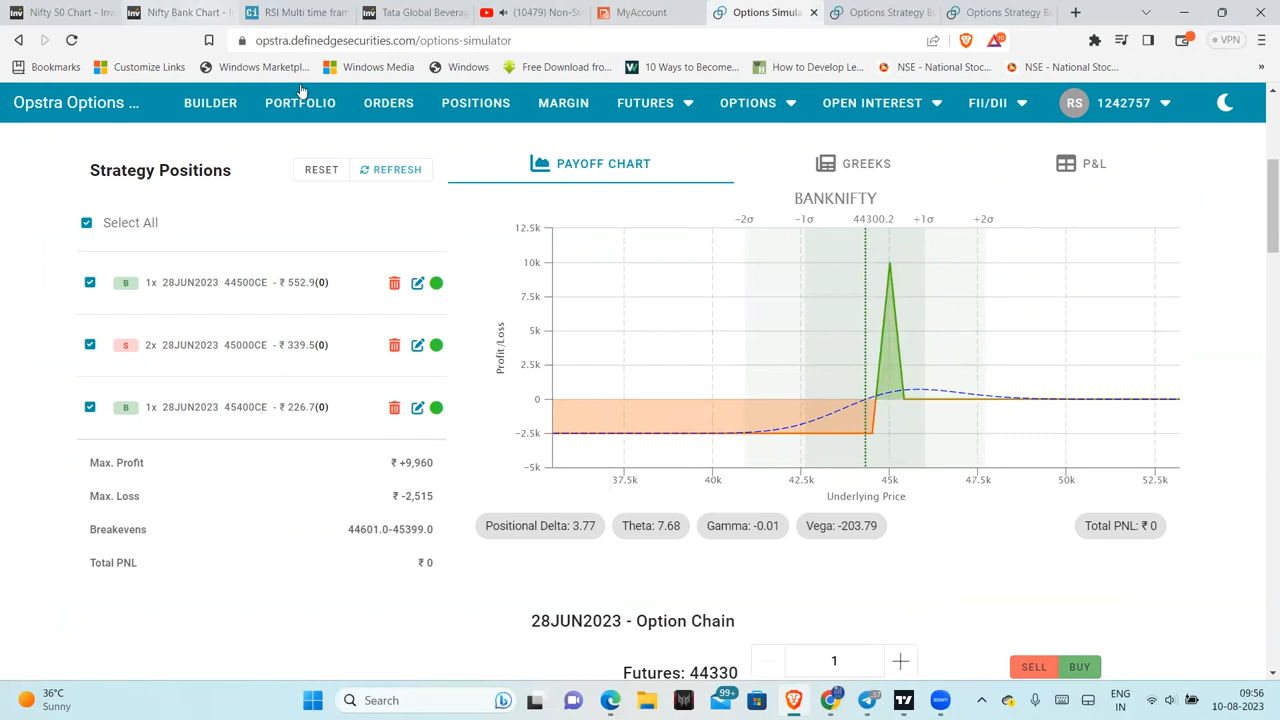 Nifty 50 Chart -
Nifty Bank Chart - 
RSI Multi time fram
Tata Global Beverag
(10479) Non-St
MyAccount
Options Simula
Options Strategy Bu
Options Strategy Bu
opstra.definedgesecurities.com/options-simulator
10
VPN
Bookmarks
Customize Links
Windows Marketpl...
Windows Media
Windows
Free Download fro...
10 Ways to Become...
How to Develop Le...
NSE - National Stoc...
NSE - National Stoc...
»
Opstra Options ...
BUILDER
PORTFOLIO
ORDERS
POSITIONS
MARGIN
FUTURES
OPTIONS
OPEN INTEREST
FII/DII
RS
1242757
Strategy Positions
RESET
REFRESH
PAYOFF CHART
GREEKS
P&L
Select All
B 1x 28JUN2023 44500CE - ₹ 552.9(0)
S 2x 28JUN2023 45000CE - ₹ 339.5(0)
B 1x 28JUN2023 45400CE - ₹ 226.7(0)
Max. Profit ₹ +9,960
Max. Loss ₹ -2,515
Breakevens 44601.0-45399.0
Total PNL ₹ 0
BANKNIFTY
−2σ −1σ 44300.2 +1σ +2σ
12.5k
10k
7.5k
5k
2.5k
0
−2.5k
−5k
Profit/Loss
37.5k 40k 42.5k 45k 47.5k 50k 52.5k
Underlying Price
Positional Delta: 3.77
Theta: 7.68
Gamma: -0.01
Vega: -203.79
Total PNL: ₹ 0
28JUN2023 - Option Chain
Futures: 44330
1
SELL
BUY
36°C
Sunny
Search
99+
ENG
IN
09:56
10-08-2023